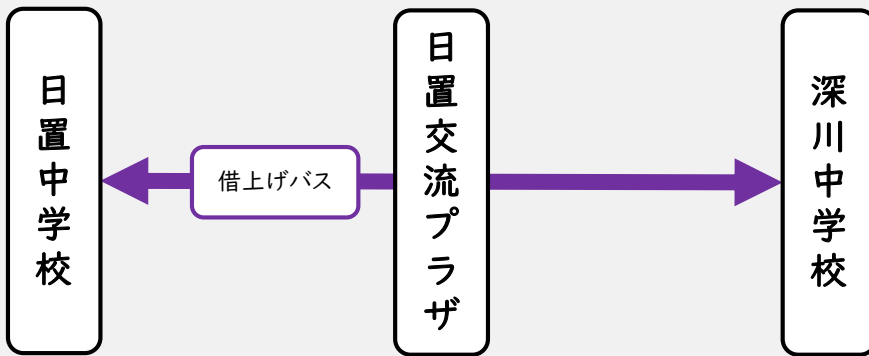 日置中学校
借上げバス
日置交流プラザ
深川中学校